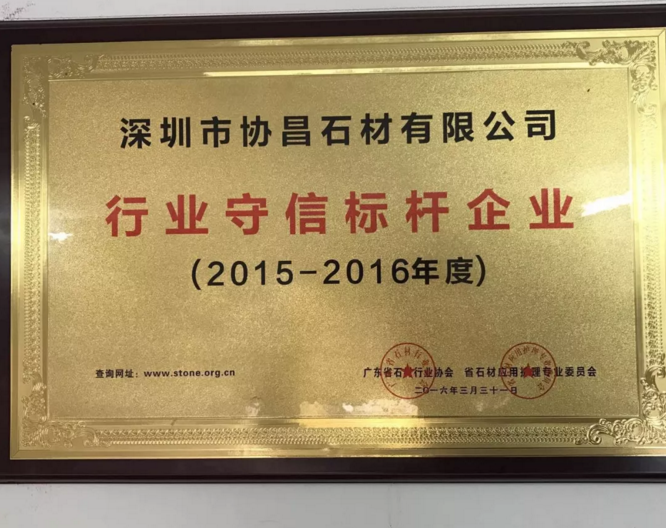 深圳市协昌石材有限公司
行业守信标杆企业
(2015-2016年度)
查询网址：www.stone.org.cn
广东省石材行业协会 省石材应用护理专业委员会
二〇一六年三月三十一日